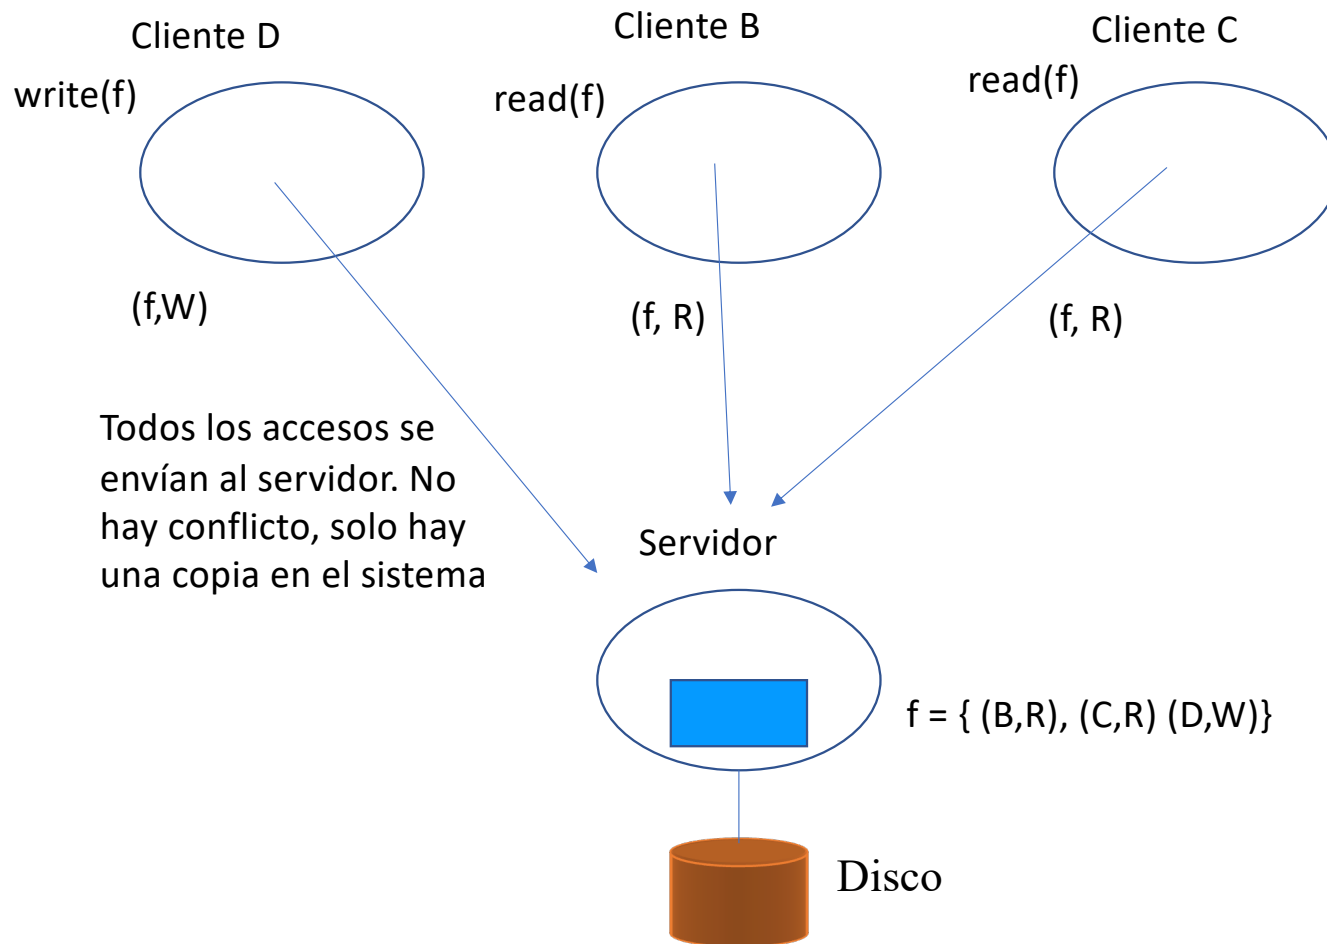 Cliente D
Cliente B
Cliente C
write(f)
read(f)
read(f)
(f,W)
(f, R)
(f, R)
Todos los accesos se
envían al servidor. No
hay conflicto, solo hay
una copia en el sistema
Servidor
f = { (B,R), (C,R) (D,W)}
Disco